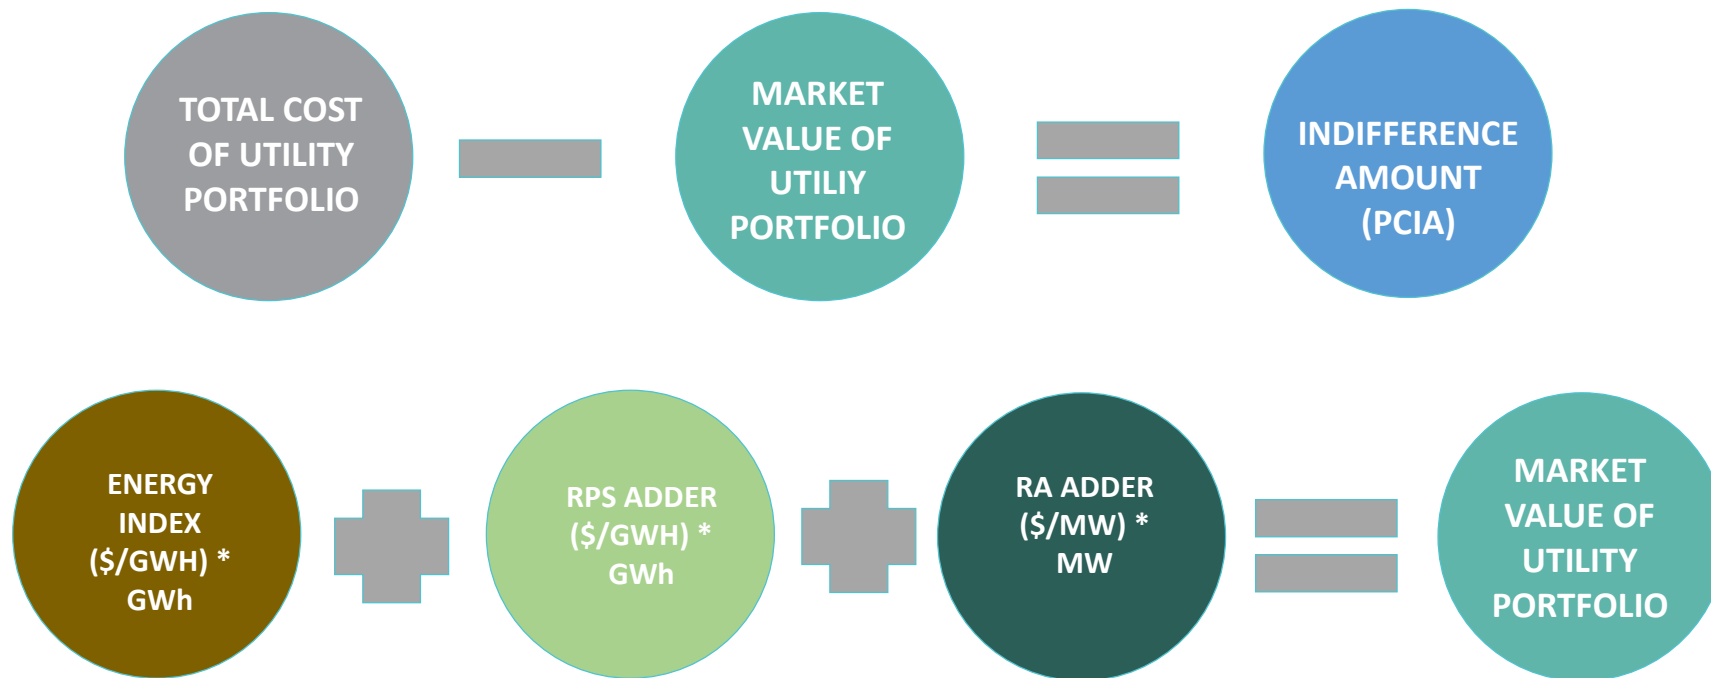 TOTAL COST
OF UTILITY
PORTFOLIO
MARKET
VALUE OF
UTILIY
PORTFOLIO
INDIFFERENCE
AMOUNT
(PCIA)
ENERGY
INDEX
($/GWH) *
GWh
RPS ADDER
($/GWH) *
GWh
RA ADDER
($/MW) *
MW
MARKET
VALUE OF
UTILITY
PORTFOLIO